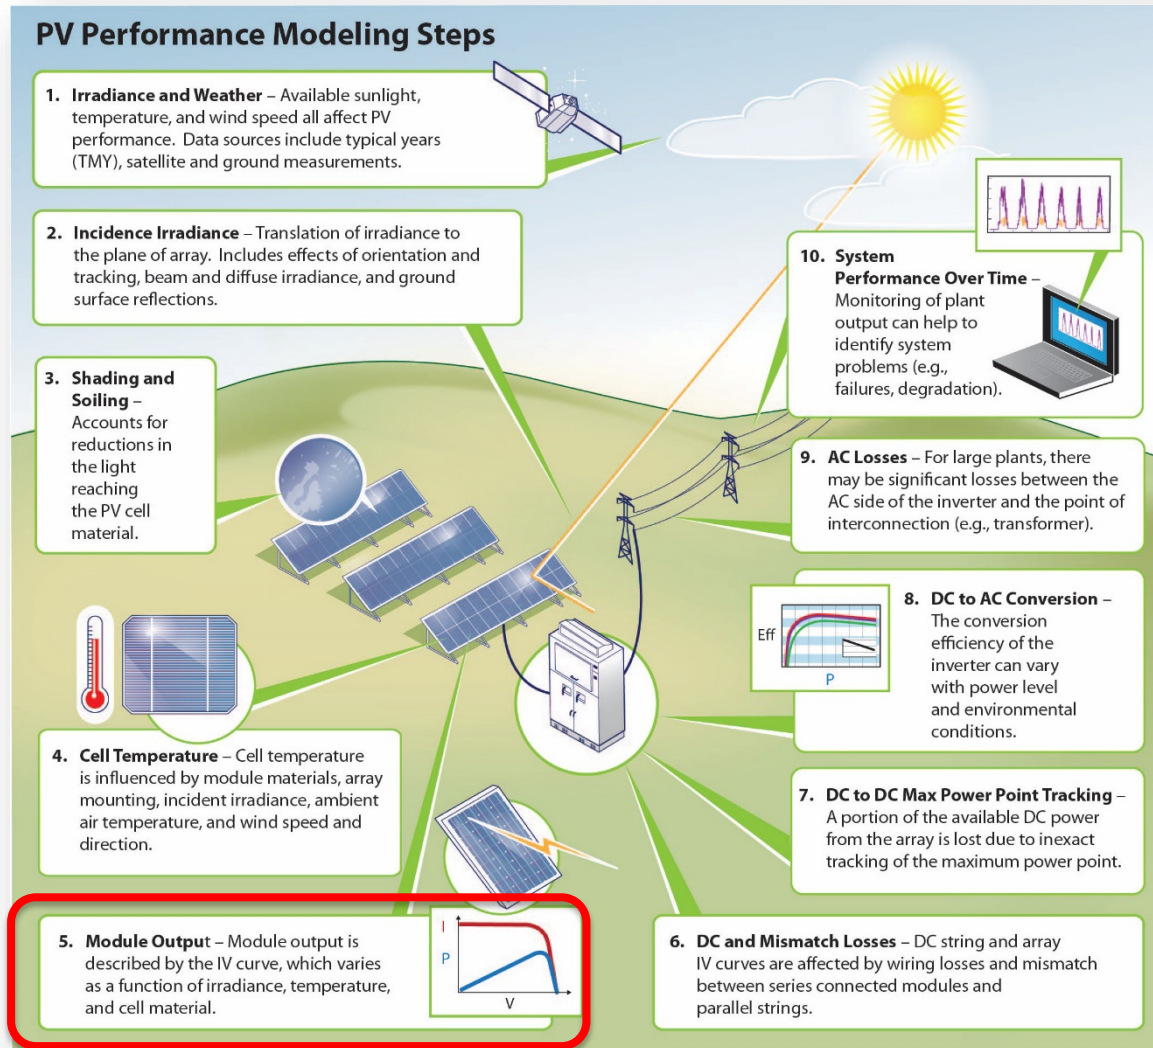 PV Performance Modeling Steps
1. Irradiance and Weather – Available sunlight,
temperature, and wind speed all affect PV
performance. Data sources include typical years
(TMY), satellite and ground measurements.
2. Incidence Irradiance – Translation of irradiance to
the plane of array. Includes effects of orientation and
tracking, beam and diffuse irradiance, and ground
surface reflections.
3. Shading and
Soiling –
Accounts for
reductions in
the light
reaching
the PV cell
material.
4. Cell Temperature – Cell temperature
is influenced by module materials, array
mounting, incident irradiance, ambient
air temperature, and wind speed and
direction.
5. Module Output – Module output is
described by the IV curve, which varies
as a function of irradiance, temperature,
and cell material.
I
P
V
6. DC and Mismatch Losses – DC string and array
IV curves are affected by wiring losses and mismatch
between series connected modules and
parallel strings.
7. DC to DC Max Power Point Tracking –
A portion of the available DC power
from the array is lost due to inexact
tracking of the maximum power point.
Eff
P
8. DC to AC Conversion –
The conversion
efficiency of the
inverter can vary
with power level
and environmental
conditions.
9. AC Losses – For large plants, there
may be significant losses between the
AC side of the inverter and the point of
interconnection (e.g., transformer).
10. System
Performance Over Time –
Monitoring of plant
output can help to
identify system
problems (e.g.,
failures, degradation).